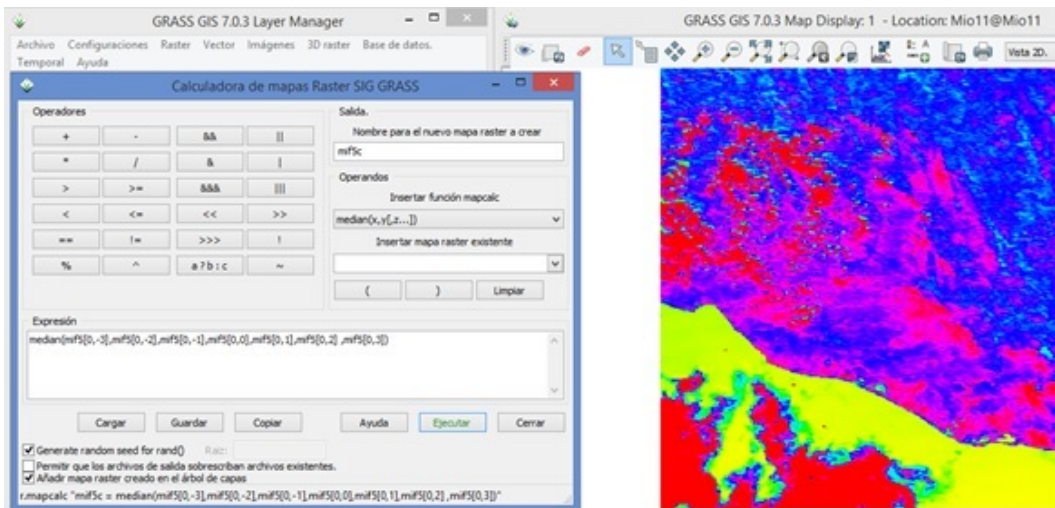 GRASS GIS 7.0.3 Layer Manager
Archivo Configuraciones Raster Vector Imágenes 3D raster Base de datos.
Temporal Ayuda
GRASS GIS 7.0.3 Map Display: 1 - Location: Mio11@Mio11
Vista 2D.
Calculadora de mapas Raster SIG GRASS
Operadores
+ - && ||
* / & |
> >= &&& |||
< <= << >>
== != >>> !
% ^ a?b:c ~
Salida.
Nombre para el nuevo mapa raster a crear
mif5c
Operandos
Insertar función mapcalc
median(x,y[,z...])
Insertar mapa raster existente
( ) Limpiar
Expresión
median(mif5[0,-3],mif5[0,-2],mif5[0,-1],mif5[0,0],mif5[0,1],mif5[0,2] ,mif5[0,3])
Cargar Guardar Copiar Ayuda Ejecutar Cerrar
Generate random seed for rand() Raíz:
Permitir que los archivos de salida sobrescriban archivos existentes.
Añadir mapa raster creado en el árbol de capas
r.mapcalc "mif5c = median(mif5[0,-3],mif5[0,-2],mif5[0,-1],mif5[0,0],mif5[0,1],mif5[0,2] ,mif5[0,3])"